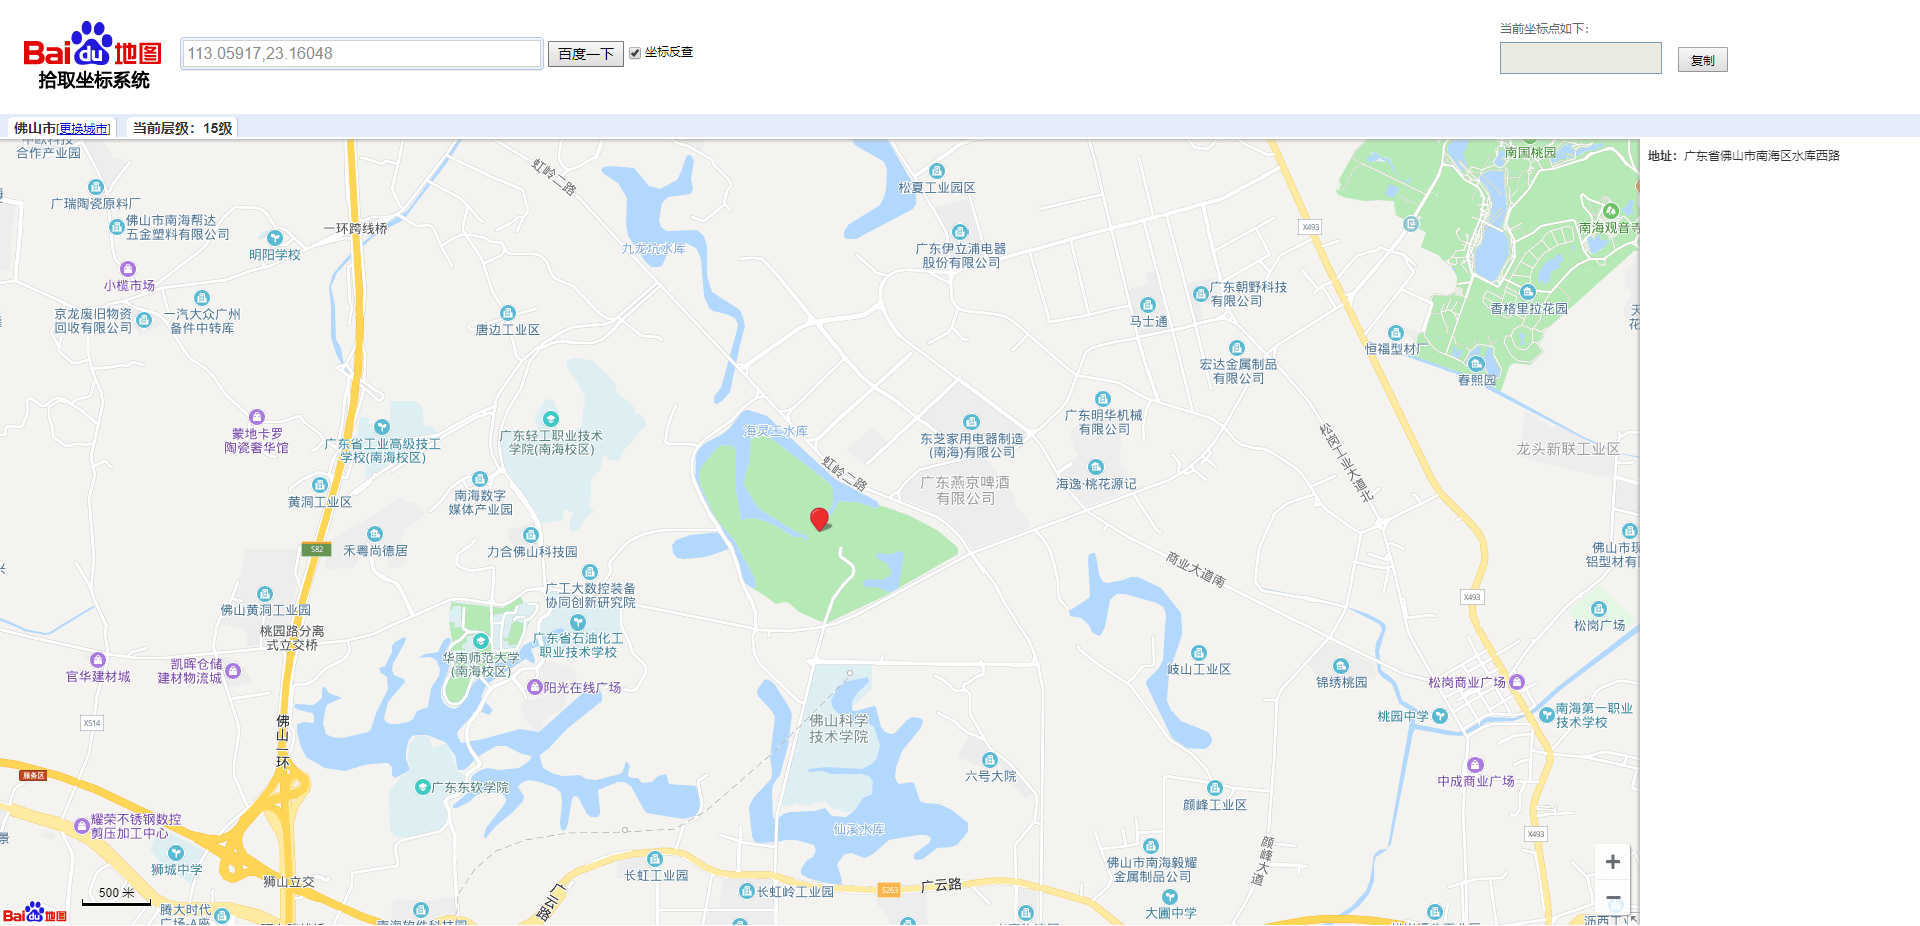 Bai du 地图
拾取坐标系统
113.05917,23.16048
百度一下
坐标反查
当前坐标点如下：
复制
佛山市[更换城市]
当前层级：15级
地址：广东省佛山市南海区水库西路
合作产业园
虹岭二路
松夏工业园区
南国桃园
广瑞陶瓷原料厂
佛山市南海帮达
五金塑料有限公司
一环跨线桥
明阳学校
九龙坑水库
广东伊立浦电器
股份有限公司
X493
南海观音寺
小榄市场
京龙废旧物资
回收有限公司
一汽大众广州
备件中转库
唐边工业区
广东朝野科技
有限公司
马士通
香格里拉花园
恒福型材厂
宏达金属制品
有限公司
春熙园
蒙地卡罗
陶瓷奢华馆
广东省工业高级技工
学校(南海校区)
广东轻工职业技术
学院(南海校区)
海灵王水库
东芝家用电器制造
(南海)有限公司
广东明华机械
有限公司
松岗工业大道北
龙头新联工业区
黄洞工业区
南海数字
媒体产业园
虹岭二路
广东燕京啤酒
有限公司
海逸·桃花源记
S82
禾粤尚德居
力合佛山科技园
商业大道南
佛山市现
铝型材有
广工大数控装备
协同创新研究院
佛山黄洞工业园
X493
松岗广场
桃园路分离
式立交桥
广东省石油化工
职业技术学校
华南师范大学
(南海校区)
官华建材城
凯晖仓储
建材物流城
阳光在线广场
岐山工业区
锦绣桃园
松岗商业广场
X514
佛山一环
佛山科学
技术学院
桃园中学
南海第一职业
技术学校
服务区
六号大院
中成商业广场
广东东软学院
颜峰工业区
耀荣不锈钢数控
剪压加工中心
仙溪水库
X493
颜峰大道
狮城中学
长虹工业园
佛山市南海毅耀
金属制品公司
狮山立交
500 米
广云路
长虹岭工业园
S263
广云路
大圃中学
腾大时代
广场-A座
Bai du 地图